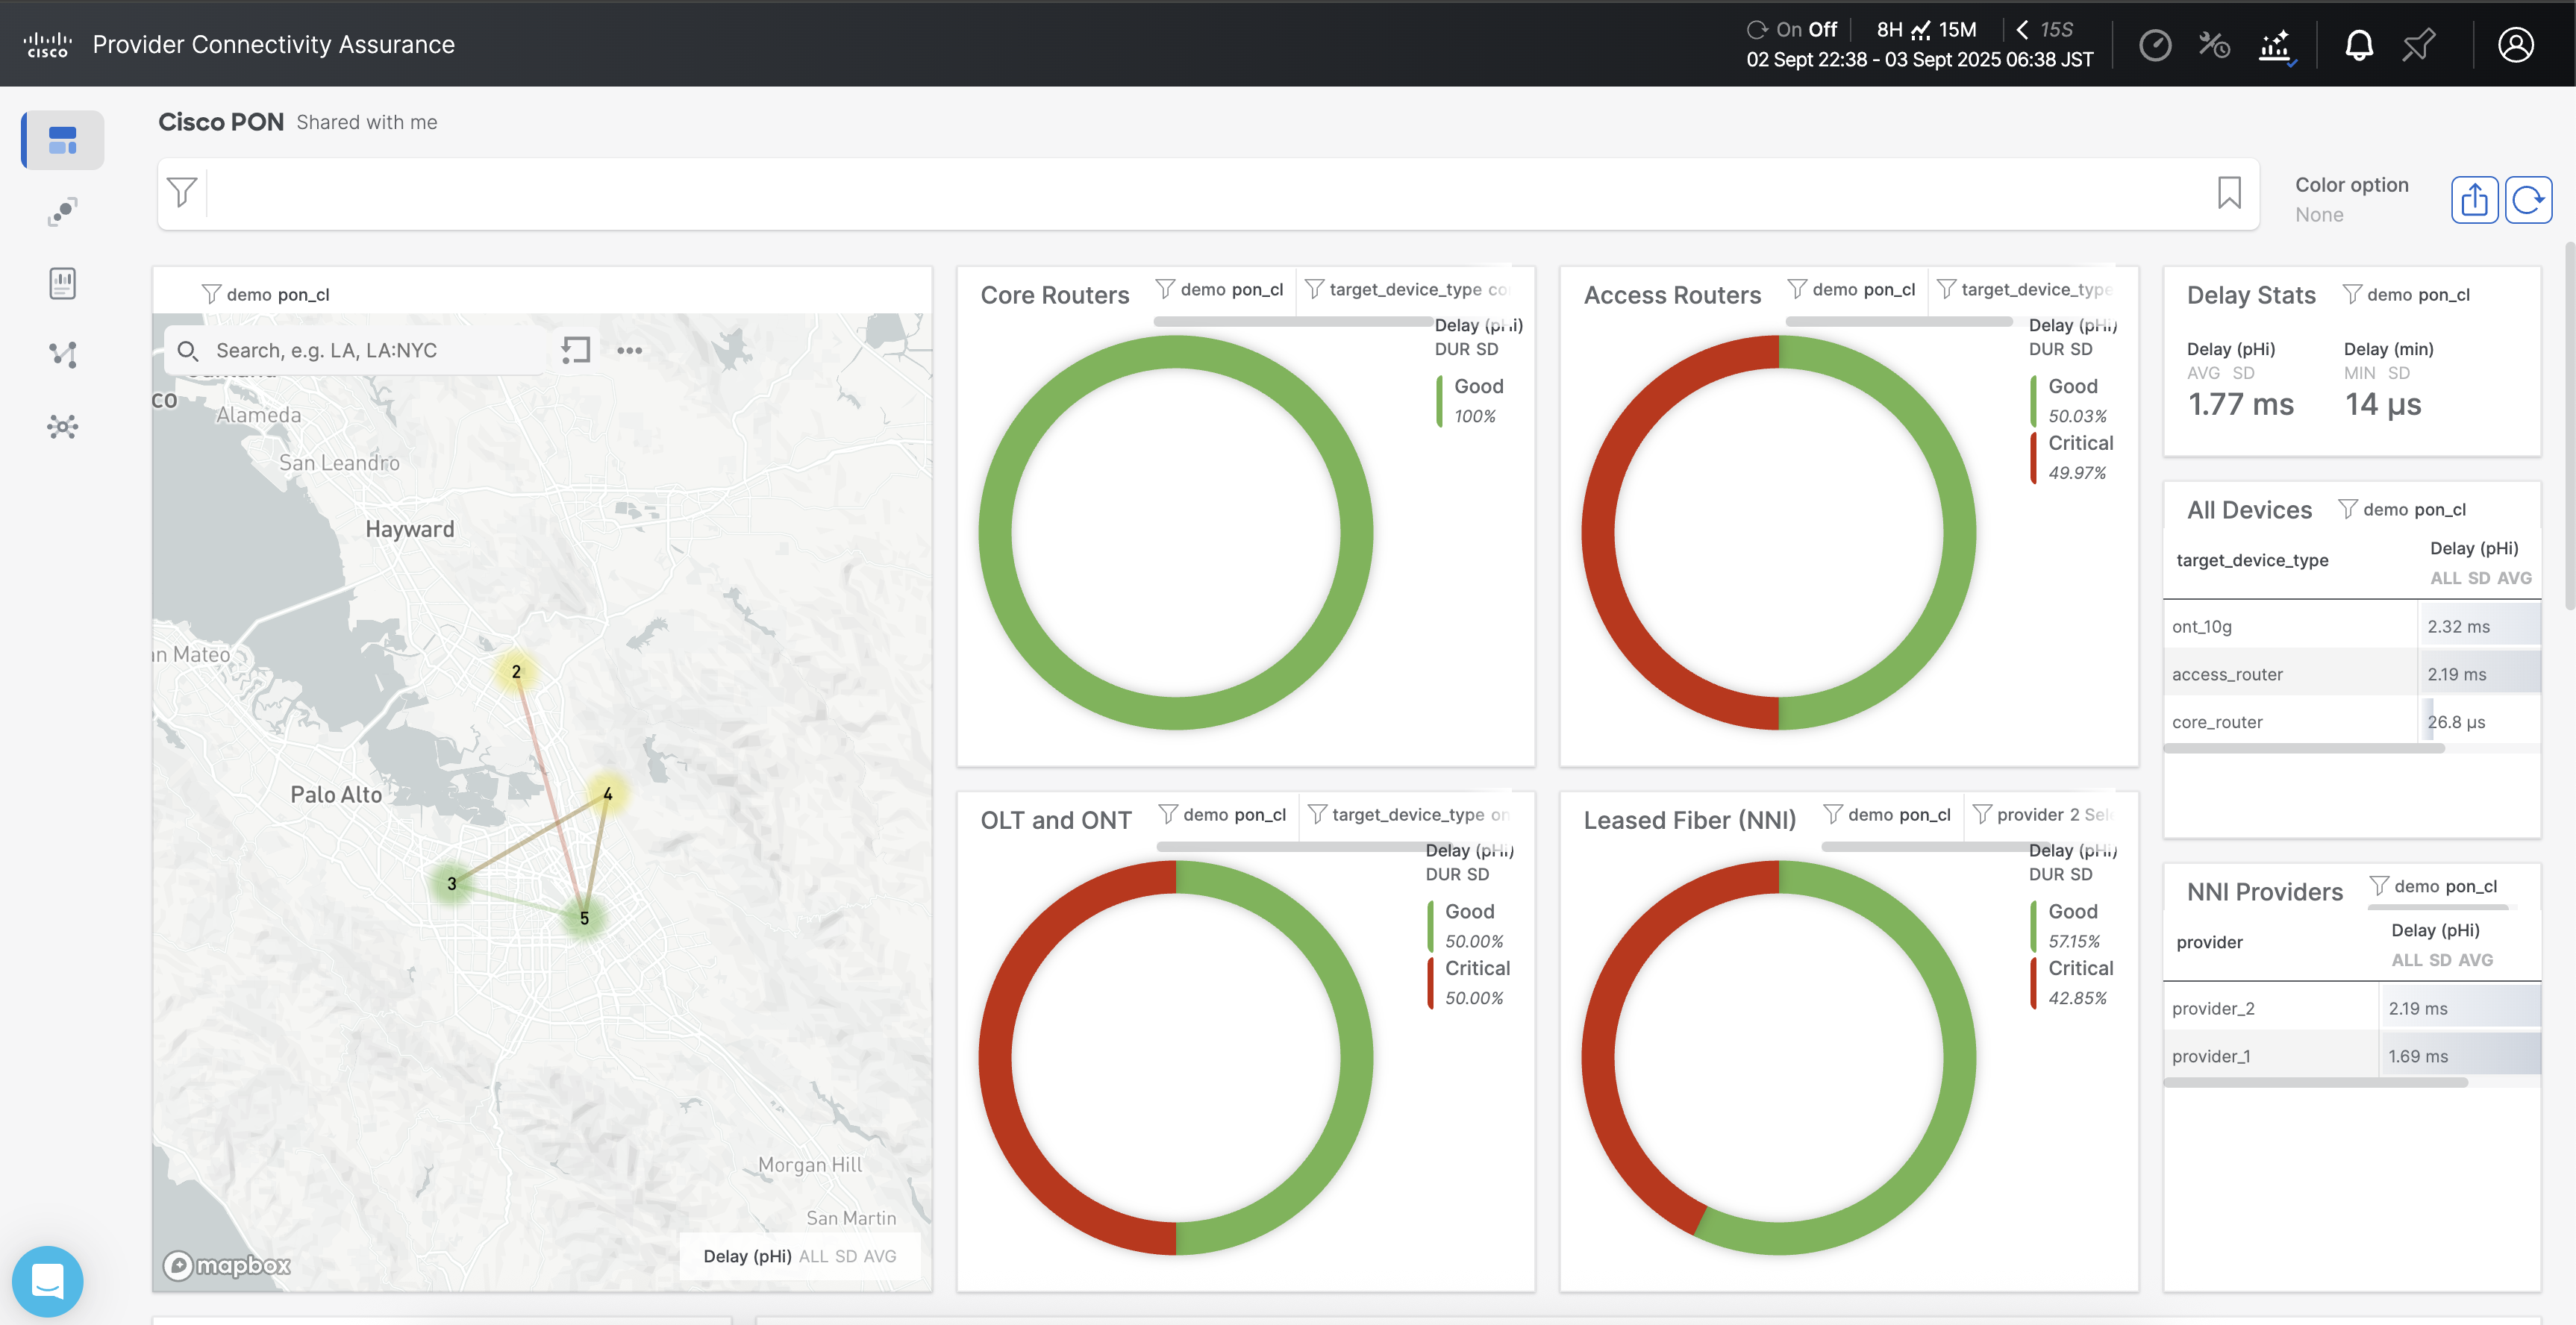 cisco
Provider Connectivity Assurance
On Off
8H 15M
15S
02 Sept 22:38 - 03 Sept 2025 06:38 JST
Cisco PON Shared with me
Color option
None
demo pon_cl
Search, e.g. LA, LA:NYC
Alameda
San Leandro
Hayward
Palo Alto
2
4
3
5
Morgan Hill
San Martin
mapbox
Delay (pHi) ALL SD AVG
Core Routers
demo pon_cl
target_device_type
Delay (pHi)
DUR SD
Good
100%
Access Routers
demo pon_cl
target_device_type
Delay (pHi)
DUR SD
Good
50.03%
Critical
49.97%
OLT and ONT
demo pon_cl
target_device_type on
Delay (pHi)
DUR SD
Good
50.00%
Critical
50.00%
Leased Fiber (NNI)
demo pon_cl
provider 2
Delay (pHi)
DUR SD
Good
57.15%
Critical
42.85%
Delay Stats
demo pon_cl
Delay (pHi)
AVG SD
1.77 ms
Delay (min)
MIN SD
14 µs
All Devices
demo pon_cl
target_device_type
Delay (pHi)
ALL SD AVG
ont_10g 2.32 ms
access_router 2.19 ms
core_router 26.8 µs
NNI Providers
demo pon_cl
provider
Delay (pHi)
ALL SD AVG
provider_2 2.19 ms
provider_1 1.69 ms